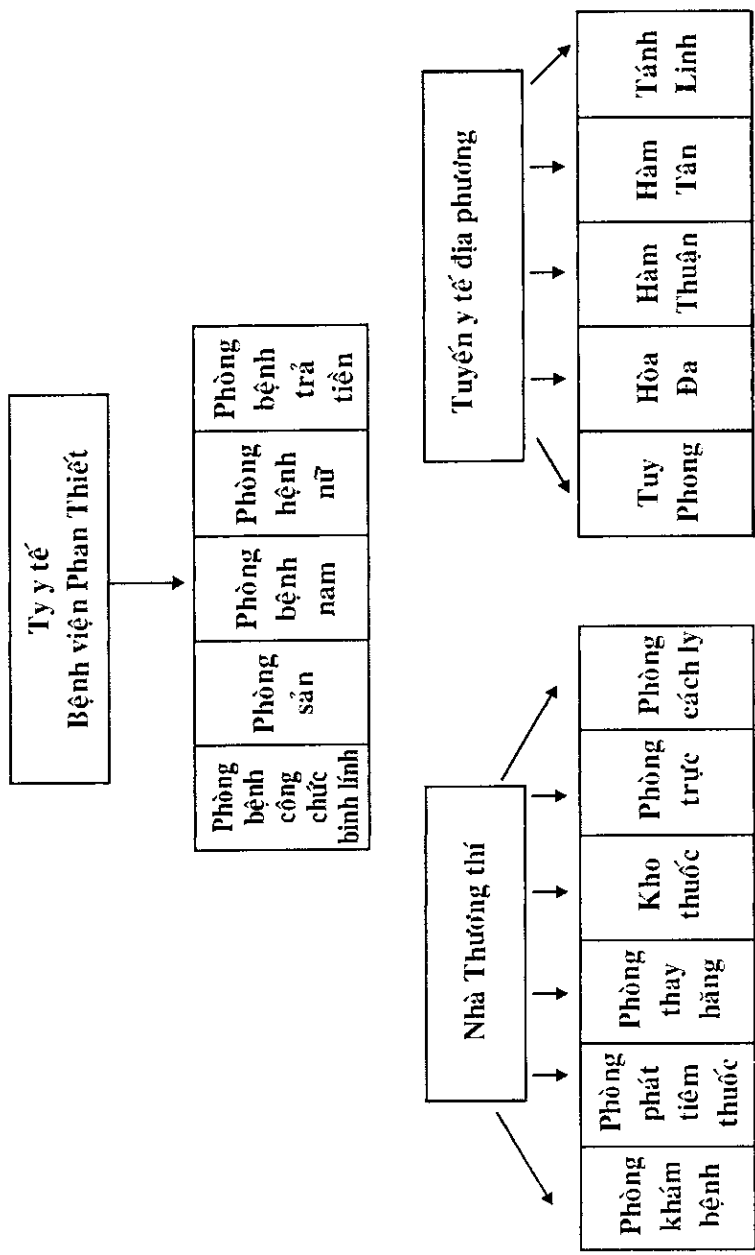 Ty y tế
Bệnh viện Phan Thiết
Phòng
bệnh
công
chức
binh lính
Phòng
sản
Phòng
bệnh
nam
Phòng
hệnh
nữ
Phòng
bệnh
trả
tiền
Nhà Thương thí
Phòng
khám
bệnh
Phòng
phát
tiêm
thuốc
Phòng
thay
băng
Kho
thuốc
Phòng
trực
Phòng
cách ly
Tuyến y tế địa phương
Tuy
Phong
Hòa
Đa
Hàm
Thuận
Hàm
Tân
Tánh
Linh